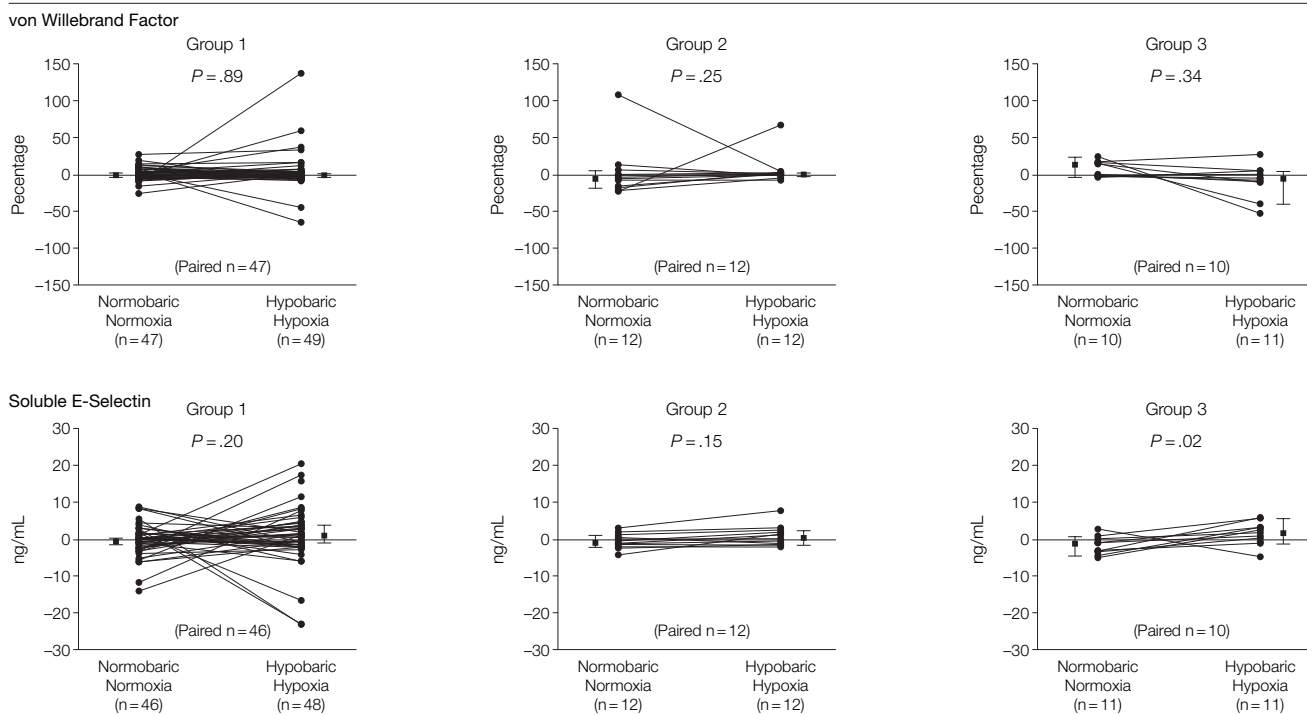 von Willebrand Factor
Group 1
P = .89
150
100
50
0
–50
–100
–150
Pecentage
(Paired n = 47)
Normobaric
Normoxia
(n = 47)
Hypobaric
Hypoxia
(n = 49)
Group 2
P = .25
150
100
50
0
–50
–100
–150
Pecentage
(Paired n = 12)
Normobaric
Normoxia
(n = 12)
Hypobaric
Hypoxia
(n = 12)
Group 3
P = .34
150
100
50
0
–50
–100
–150
Pecentage
(Paired n = 10)
Normobaric
Normoxia
(n = 10)
Hypobaric
Hypoxia
(n = 11)
Soluble E-Selectin
Group 1
P = .20
30
20
10
0
–10
–20
–30
ng/mL
(Paired n = 46)
Normobaric
Normoxia
(n = 46)
Hypobaric
Hypoxia
(n = 48)
Group 2
P = .15
30
20
10
0
–10
–20
–30
ng/mL
(Paired n = 12)
Normobaric
Normoxia
(n = 12)
Hypobaric
Hypoxia
(n = 12)
Group 3
P = .02
30
20
10
0
–10
–20
–30
ng/mL
(Paired n = 10)
Normobaric
Normoxia
(n = 11)
Hypobaric
Hypoxia
(n = 11)